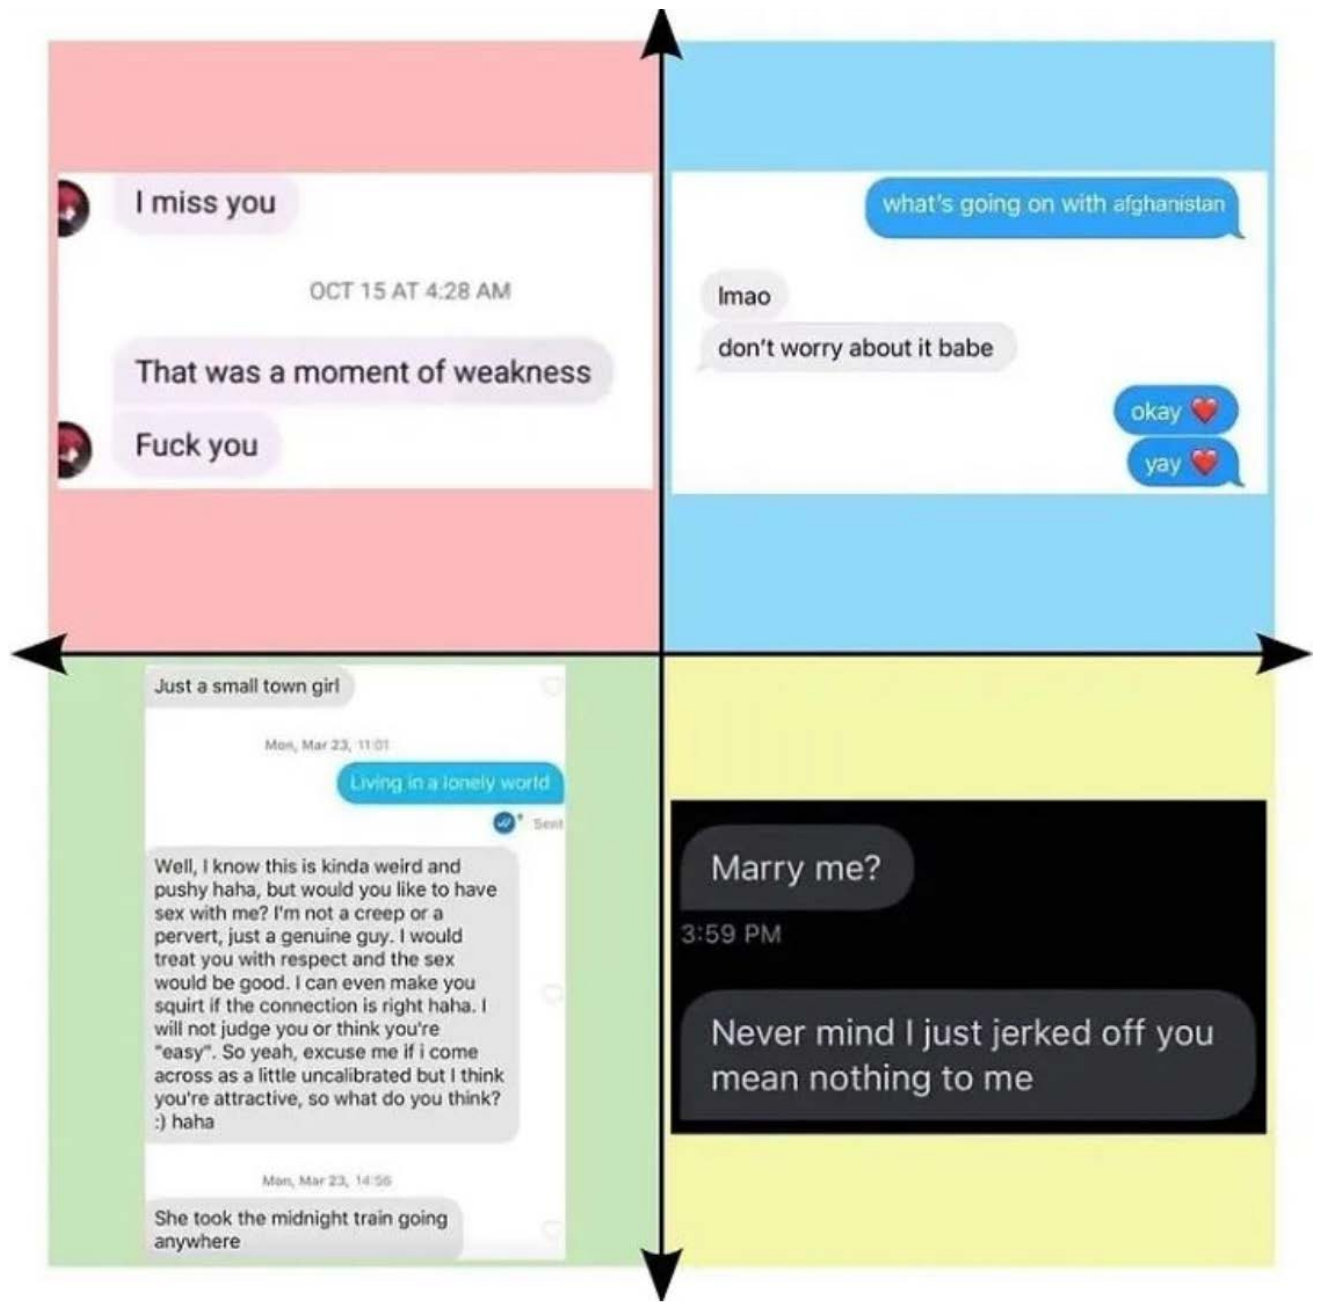 I miss you
OCT 15 AT 4:28 AM
That was a moment of weakness
Fuck you
what's going on with afghanistan
lmao
don't worry about it babe
okay ❤️
yay ❤️
Just a small town girl
Mon, Mar 23, 11:01
Living in a lonely world
Sent
Well, I know this is kinda weird and
pushy haha, but would you like to have
sex with me? I'm not a creep or a
pervert, just a genuine guy. I would
treat you with respect and the sex
would be good. I can even make you
squirt if the connection is right haha. I
will not judge you or think you're
"easy". So yeah, excuse me if i come
across as a little uncalibrated but I think
you're attractive, so what do you think?
:) haha
Mon, Mar 23, 14:56
She took the midnight train going
anywhere
Marry me?
3:59 PM
Never mind I just jerked off you
mean nothing to me